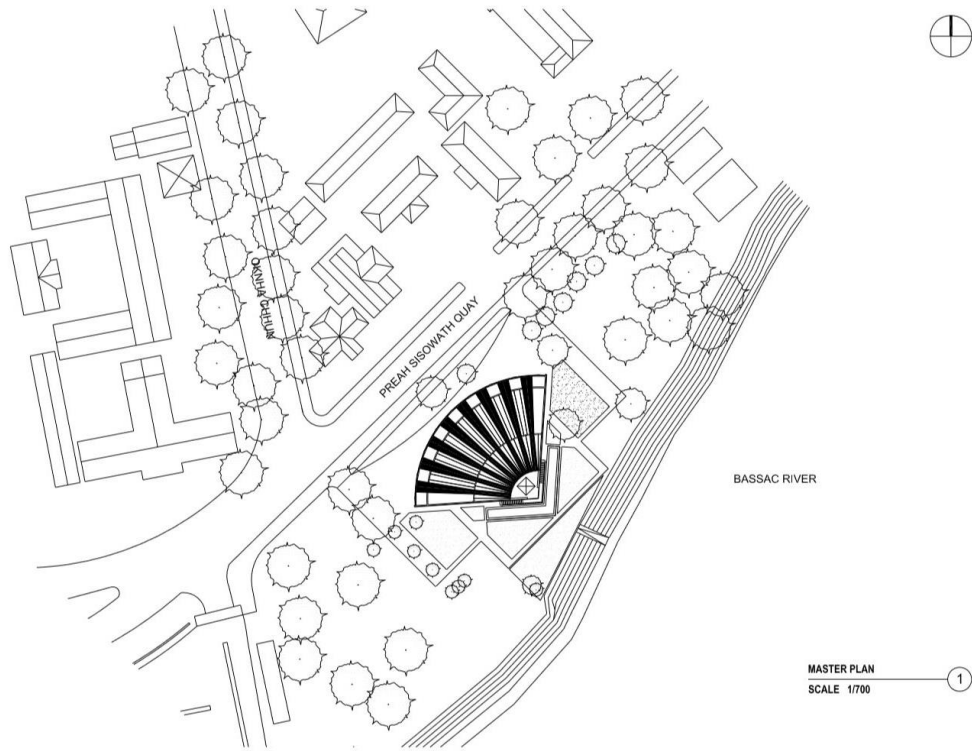 OKNHA CHHUN
PREAH SISOWATH QUAY
BASSAC RIVER
MASTER PLAN
SCALE 1/700
1